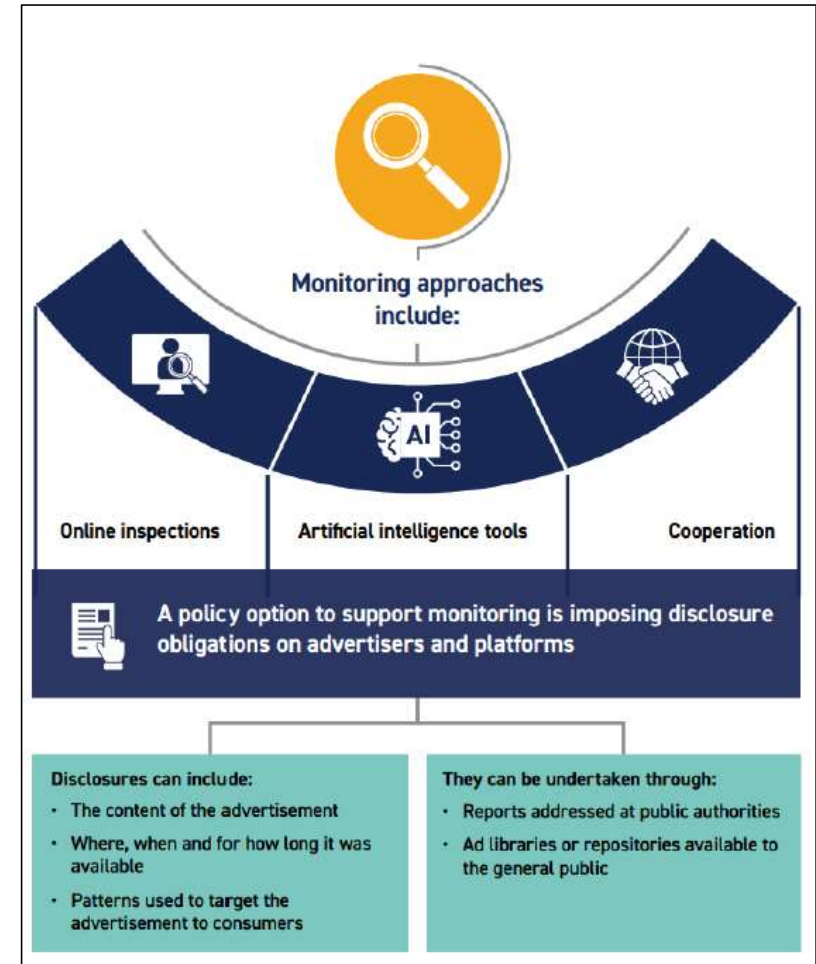 Monitoring approaches
include:
AI
Online inspections
Artificial intelligence tools
Cooperation
A policy option to support monitoring is imposing disclosure
obligations on advertisers and platforms
Disclosures can include:
• The content of the advertisement
• Where, when and for how long it was
available
• Patterns used to target the
advertisement to consumers
They can be undertaken through:
• Reports addressed at public authorities
• Ad libraries or repositories available to
the general public